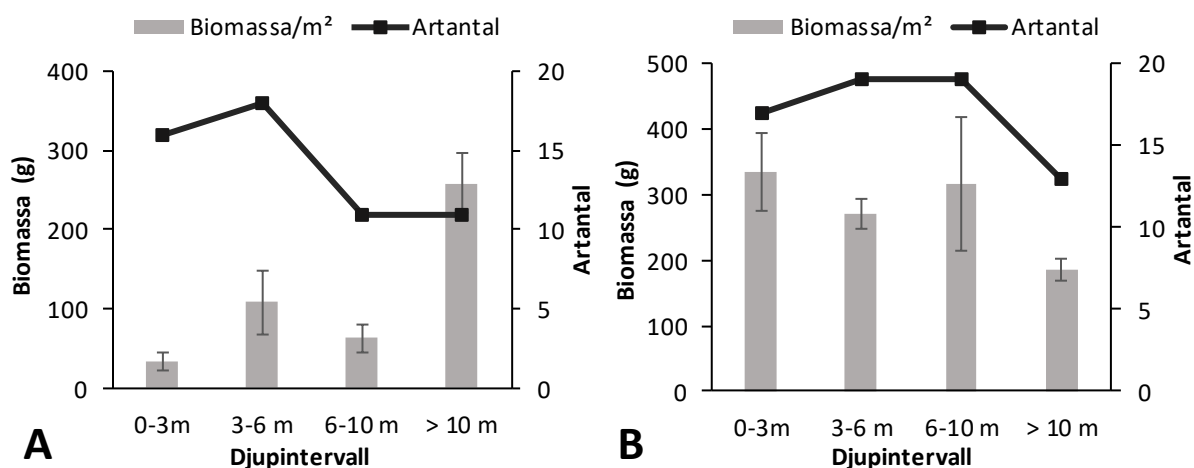 Biomassa/m² Artantal
400
300
200
100
0
Biomassa (g)
20
15
10
5
0
Artantal
0-3m 3-6 m 6-10 m > 10 m
Djupintervall
A
Biomassa/m² Artantal
500
400
300
200
100
0
Biomassa (g)
20
15
10
5
0
Artantal
0-3m 3-6 m 6-10 m > 10 m
Djupintervall
B